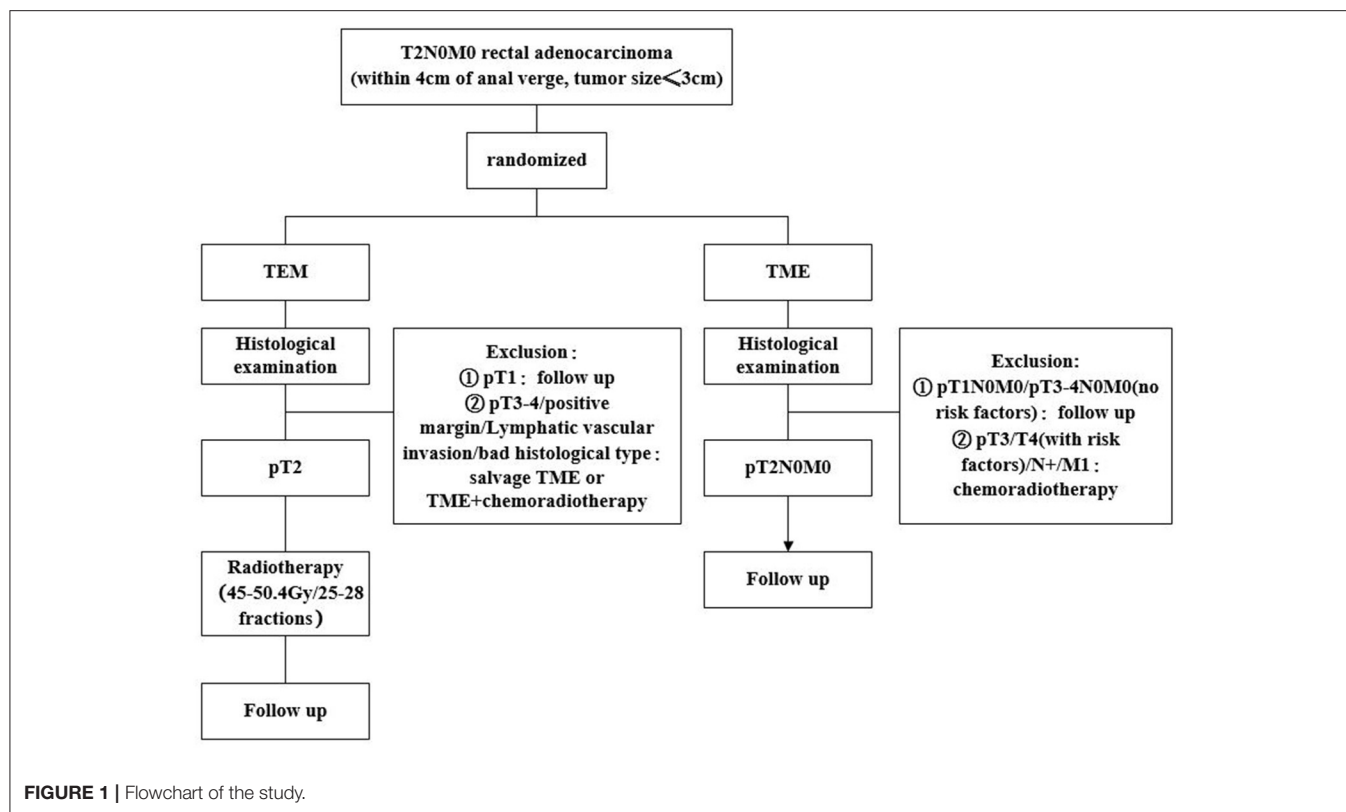 T2N0M0 rectal adenocarcinoma
(within 4cm of anal verge, tumor size⩽3cm)
randomized
TEM
Histological
examination
Exclusion：
① pT1：follow up
② pT3-4/positive
margin/Lymphatic vascular
invasion/bad histological type：
salvage TME or
TME+chemoradiotherapy
pT2
Radiotherapy
（45-50.4Gy/25-28
fractions）
Follow up
TME
Histological
examination
Exclusion:
① pT1N0M0/pT3-4N0M0(no
risk factors)：follow up
② pT3/T4(with risk
factors)/N+/M1：
chemoradiotherapy
pT2N0M0
Follow up
FIGURE 1 | Flowchart of the study.